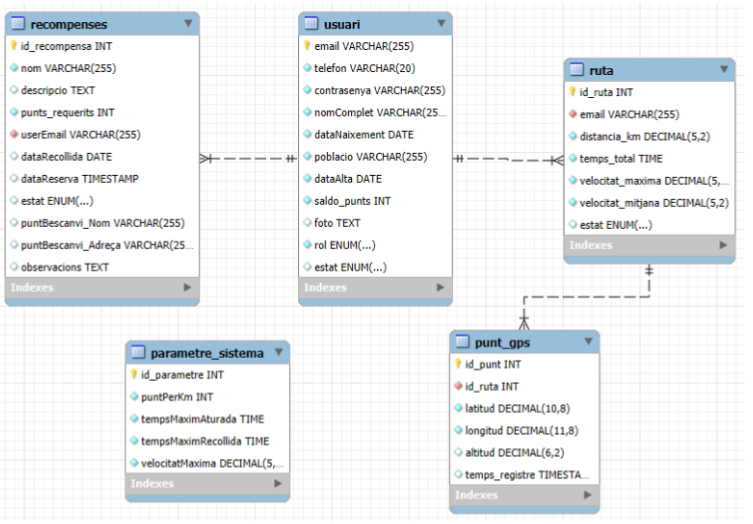 recompenses
id_recompensa INT
nom VARCHAR(255)
descripcio TEXT
punts_requerits INT
userEmail VARCHAR(255)
dataRecollida DATE
dataReserva TIMESTAMP
estat ENUM(...)
puntBescanvi_Nom VARCHAR(255)
puntBescanvi_Adreça VARCHAR(25...
observacions TEXT
Indexes
usuari
email VARCHAR(255)
telefon VARCHAR(20)
contrasenya VARCHAR(255)
nomComplet VARCHAR(25...
dataNaixement DATE
poblacio VARCHAR(255)
dataAlta DATE
saldo_punts INT
foto TEXT
rol ENUM(...)
estat ENUM(...)
Indexes
ruta
id_ruta INT
email VARCHAR(255)
distancia_km DECIMAL(5,2)
temps_total TIME
velocitat_maxima DECIMAL(5,...
velocitat_mitjana DECIMAL(5,2)
estat ENUM(...)
Indexes
parametre_sistema
id_parametre INT
puntPerKm INT
tempsMaximAturada TIME
tempsMaximRecollida TIME
velocitatMaxima DECIMAL(5,...
Indexes
punt_gps
id_punt INT
id_ruta INT
latitud DECIMAL(10,8)
longitud DECIMAL(11,8)
altitud DECIMAL(6,2)
temps_registre TIMESTA...
Indexes